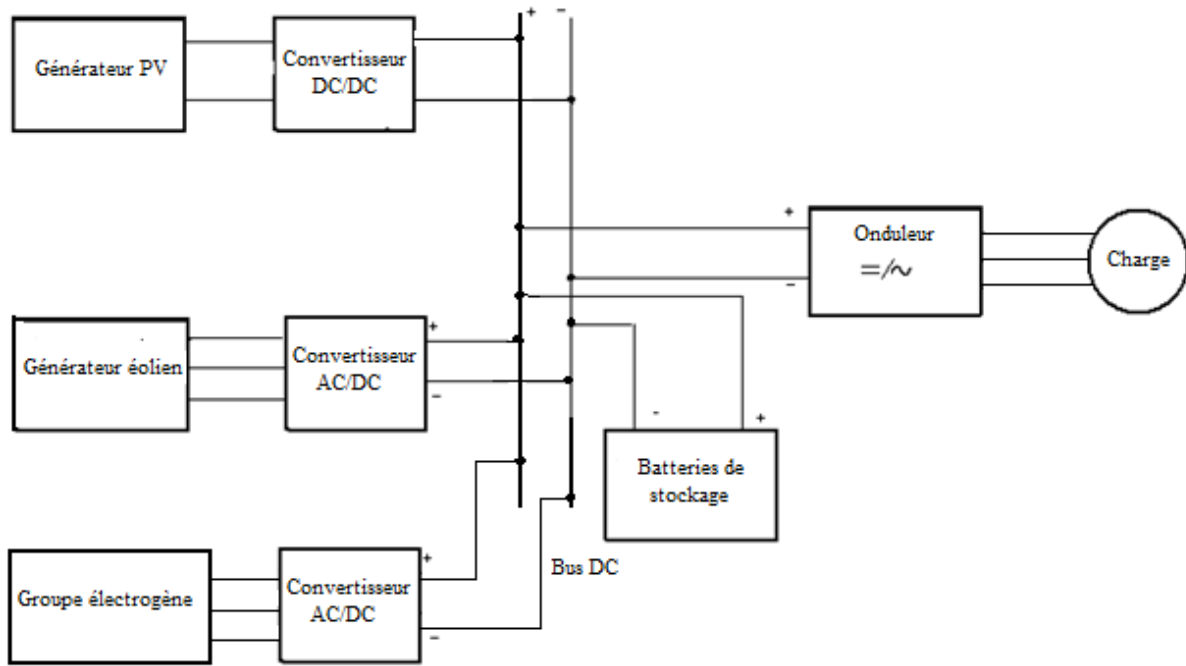 + −
Générateur PV
Convertisseur
DC/DC
+
Onduleur
=/~
−
Charge
Générateur éolien
Convertisseur
AC/DC
+
−
- +
Batteries de
stockage
Bus DC
Groupe électrogène
Convertisseur
AC/DC
+
−